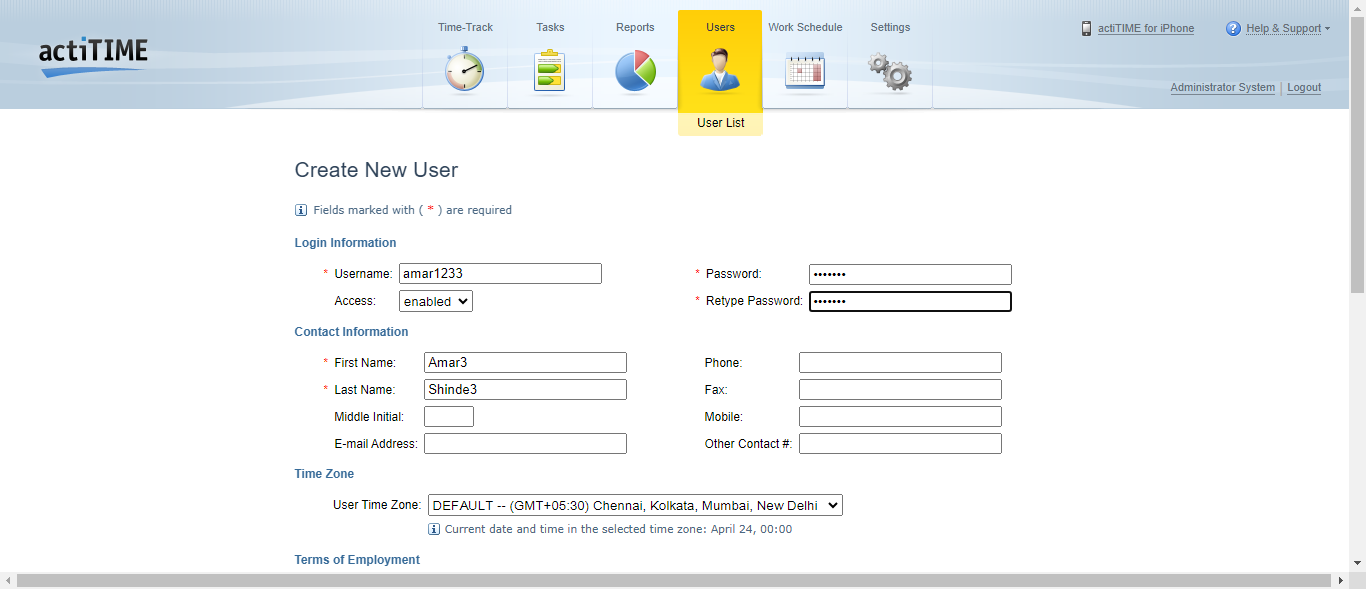 actiTIME
Time-Track
Tasks
Reports
Users
Work Schedule
Settings
actiTIME for iPhone
Help & Support
Administrator System | Logout
User List
Create New User
Fields marked with ( * ) are required
Login Information
* Username: amar1233
* Password: •••••••
Access: enabled
* Retype Password: •••••••
Contact Information
* First Name: Amar3
Phone:
* Last Name: Shinde3
Fax:
Middle Initial:
Mobile:
E-mail Address:
Other Contact #:
Time Zone
User Time Zone: DEFAULT -- (GMT+05:30) Chennai, Kolkata, Mumbai, New Delhi
Current date and time in the selected time zone: April 24, 00:00
Terms of Employment